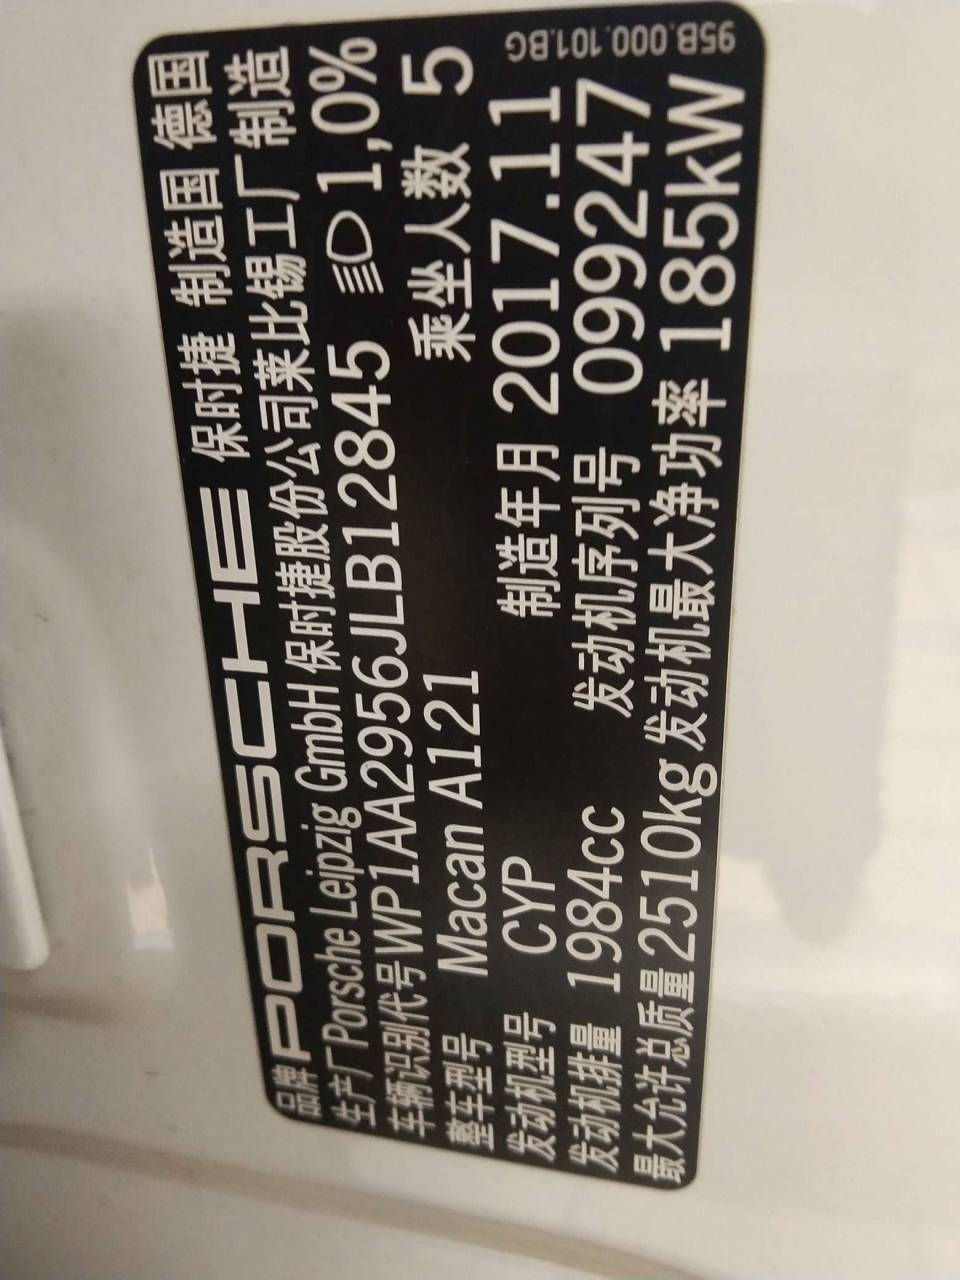 品牌 PORSCHE 保时捷 制造国 德国
生产厂 Porsche Leipzig GmbH 保时捷股份公司莱比锡工厂制造
车辆识别代号 WP1AA2956JLB12845 1,0%
整车型号 Macan A121 乘坐人数 5
发动机型号 CYP 制造年月 2017.11
发动机排量 1984cc 发动机序列号 099247
最大允许总质量 2510kg 发动机最大净功率 185kW
95B.000.101.BG